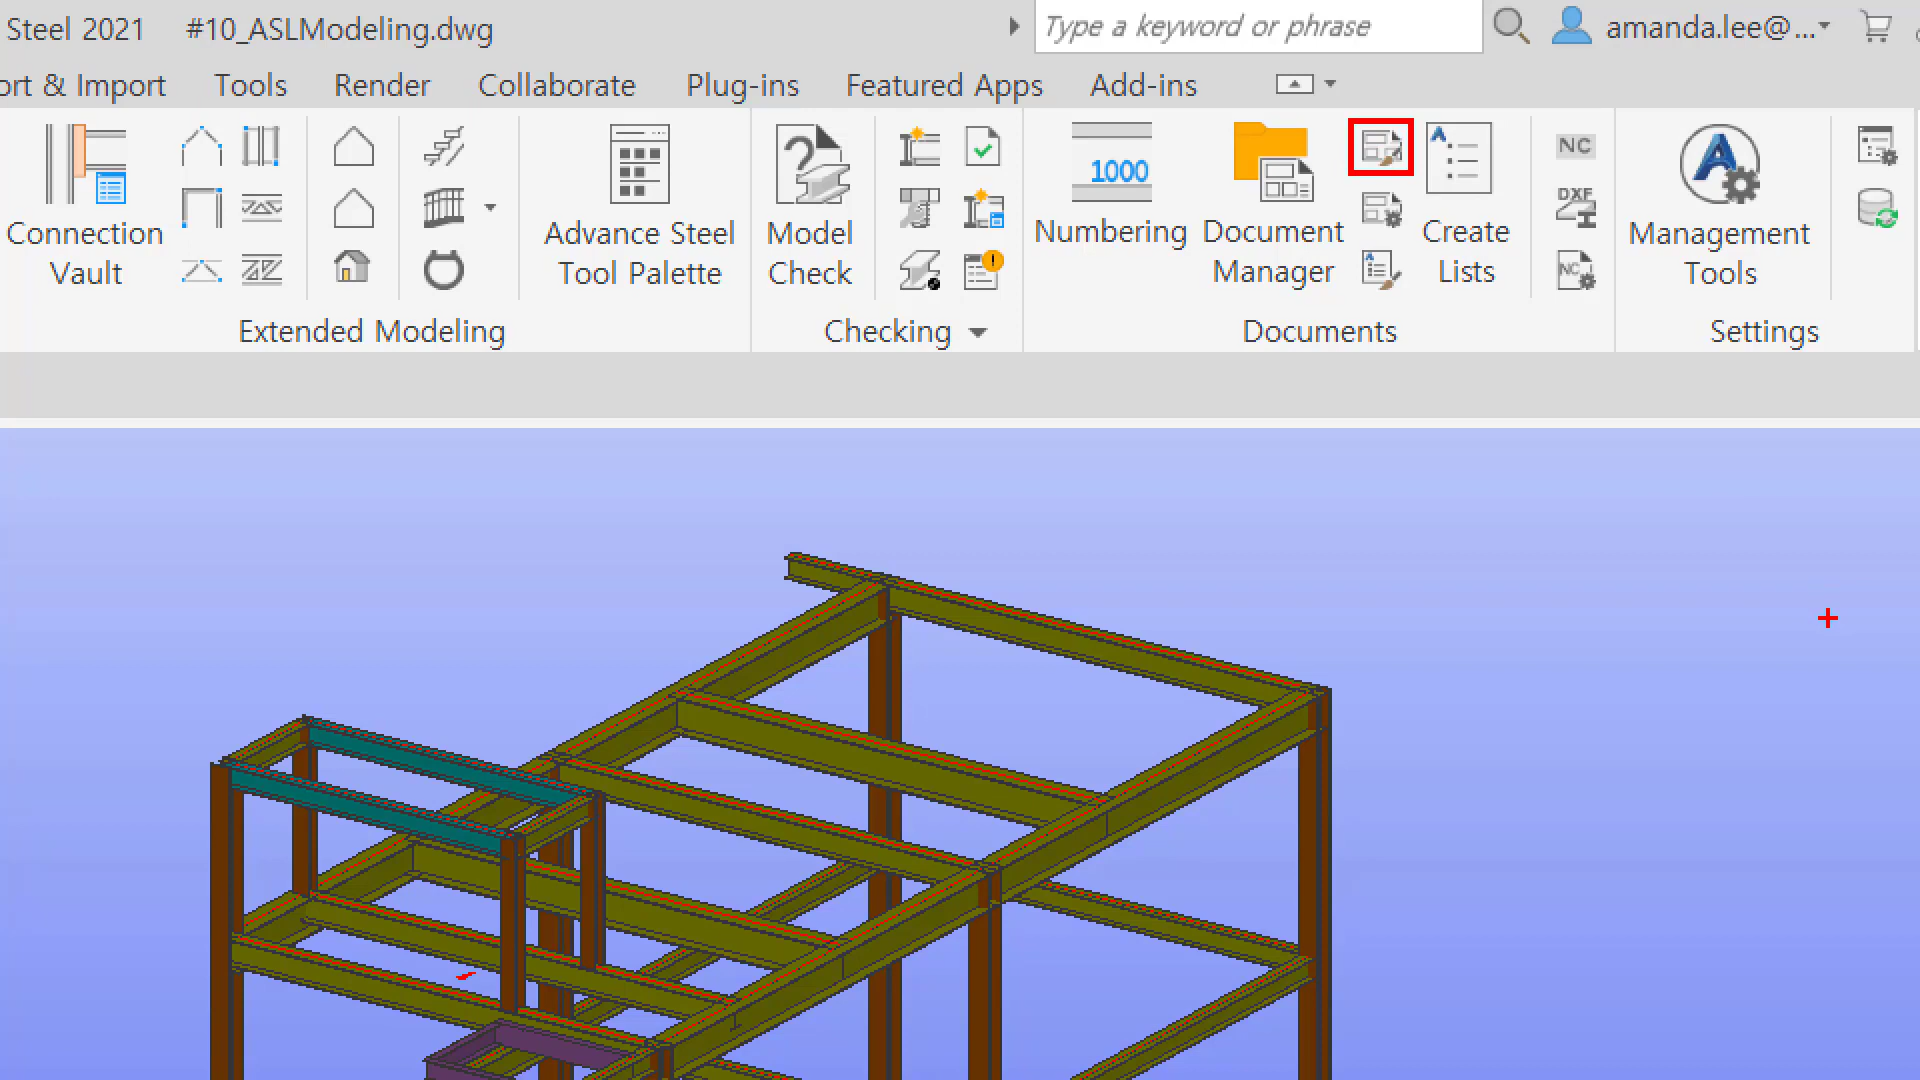 Steel 2021 #10_ASLModeling.dwg Type a keyword or phrase amanda.lee@...
ort & Import Tools Render Collaborate Plug-ins Featured Apps Add-ins
Connection
Vault
Advance Steel
Tool Palette
Extended Modeling
Model
Check
Checking
1000
Numbering
Document
Manager
A
Create
Lists
A
NC
DXF
NC
Documents
A
Management
Tools
Settings